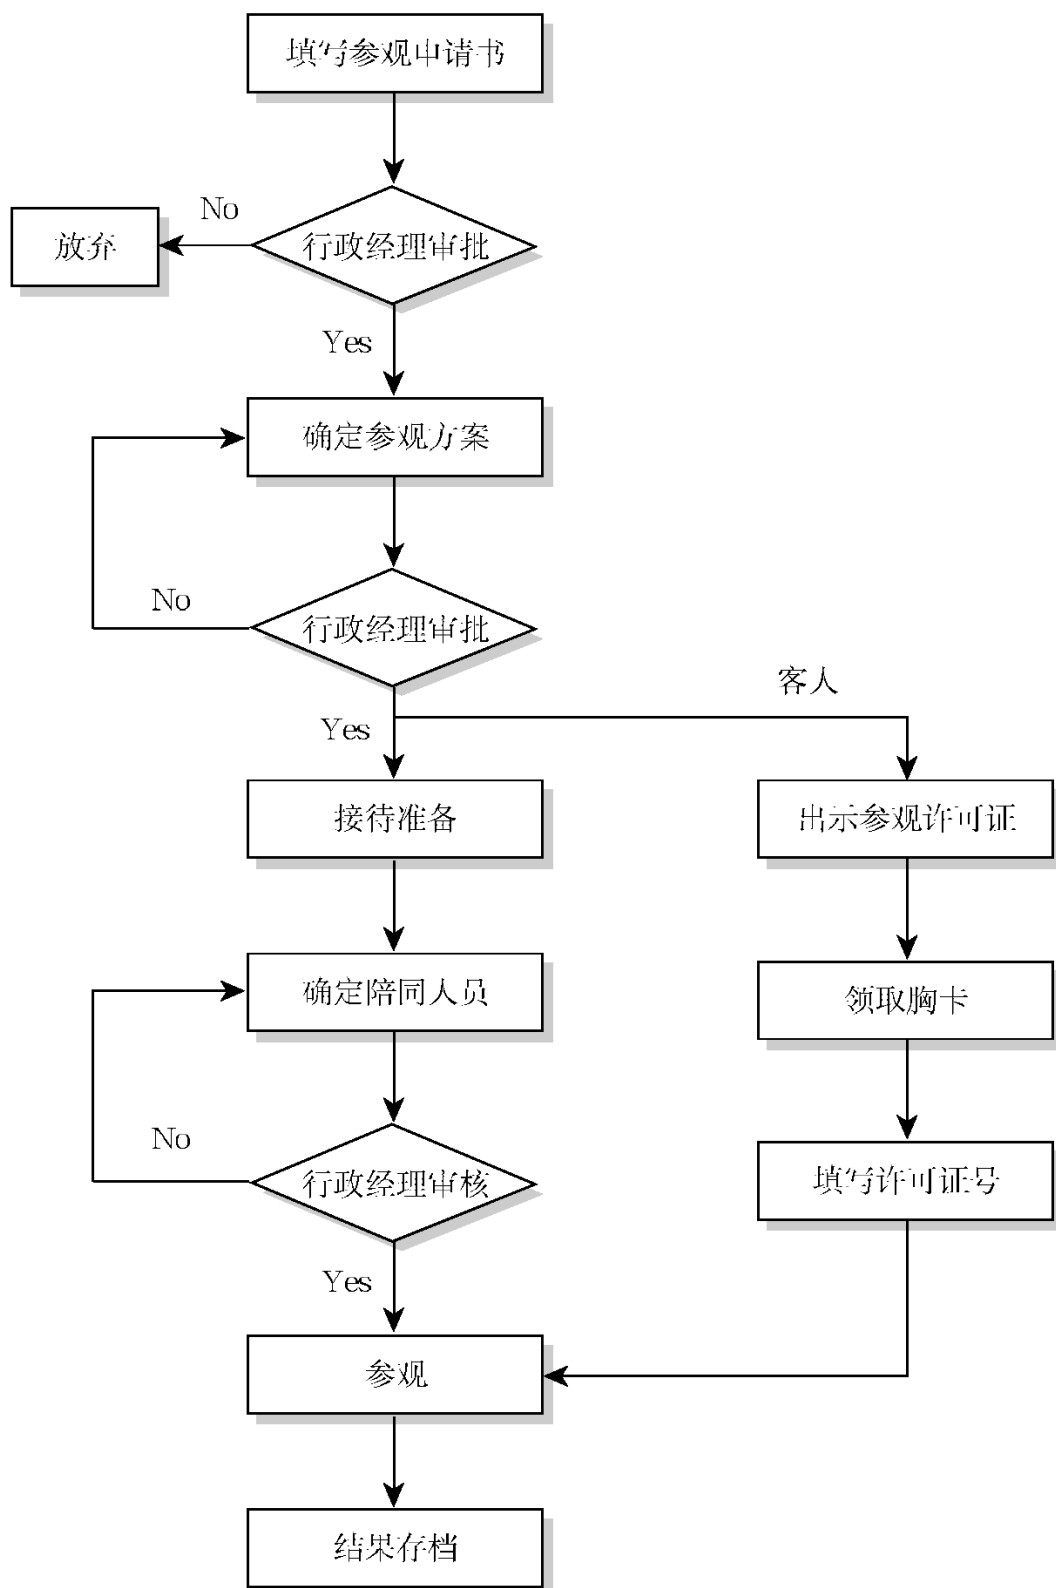 填写参观申请书
No
放弃
行政经理审批
Yes
确定参观方案
No
行政经理审批
客人
Yes
接待准备
出示参观许可证
确定陪同人员
领取胸卡
No
行政经理审核
填写许可证号
Yes
参观
结果存档